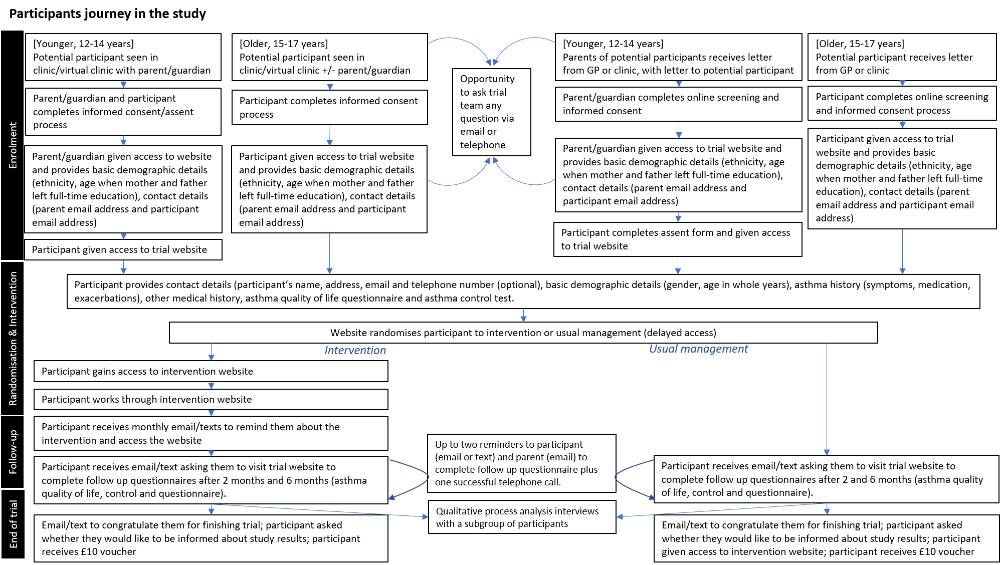 Participants journey in the study
Enrolment
[Younger, 12-14 years]
Potential participant seen in
clinic/virtual clinic with parent/guardian
Parent/guardian and participant
completes informed consent/assent
process
Parent/guardian given access to website
and provides basic demographic details
(ethnicity, age when mother and father
left full-time education), contact details
(parent email address and participant
email address)
Participant given access to trial website
[Older, 15-17 years]
Potential participant seen in
clinic/virtual clinic +/- parent/guardian
Participant completes informed consent
process
Participant given access to trial website
and provides basic demographic details
(ethnicity, age when mother and father
left full-time education), contact details
(parent email address and participant
email address)
Opportunity
to ask trial
team any
question via
email or
telephone
[Younger, 12-14 years]
Parents of potential participants receives letter
from GP or clinic, with letter to potential participant
Parent/guardian completes online screening and
informed consent
Parent/guardian given access to trial website and
provides basic demographic details (ethnicity, age
when mother and father left full-time education),
contact details (parent email address and
participant email address)
Participant completes assent form and given access
to trial website
[Older, 15-17 years]
Potential participant receives letter
from GP or clinic
Participant completes online screening
and informed consent process
Participant given access to trial
website and provides basic
demographic details (ethnicity, age
when mother and father left full-time
education), contact details (parent
email address and participant email
address)
Randomisation & Intervention
Participant provides contact details (participant’s name, address, email and telephone number (optional), basic demographic details (gender, age in whole years), asthma history (symptoms, medication,
exacerbations), other medical history, asthma quality of life questionnaire and asthma control test.
Website randomises participant to intervention or usual management (delayed access)
Intervention
Usual management
Participant gains access to intervention website
Participant works through intervention website
Follow-up
Participant receives monthly email/texts to remind them about the
intervention and access the website
Participant receives email/text asking them to visit trial website to
complete follow up questionnaires after 2 months and 6 months (asthma
quality of life, control and questionnaire).
Up to two reminders to participant
(email or text) and parent (email) to
complete follow up questionnaire plus
one successful telephone call.
Participant receives email/text asking them to visit trial website to
complete follow up questionnaires after 2 and 6 months (asthma quality
of life, control and questionnaire).
End of trial
Email/text to congratulate them for finishing trial; participant asked
whether they would like to be informed about study results; participant
receives £10 voucher
Qualitative process analysis interviews
with a subgroup of participants
Email/text to congratulate them for finishing trial; participant asked
whether they would like to be informed about study results; participant
given access to intervention website; participant receives £10 voucher